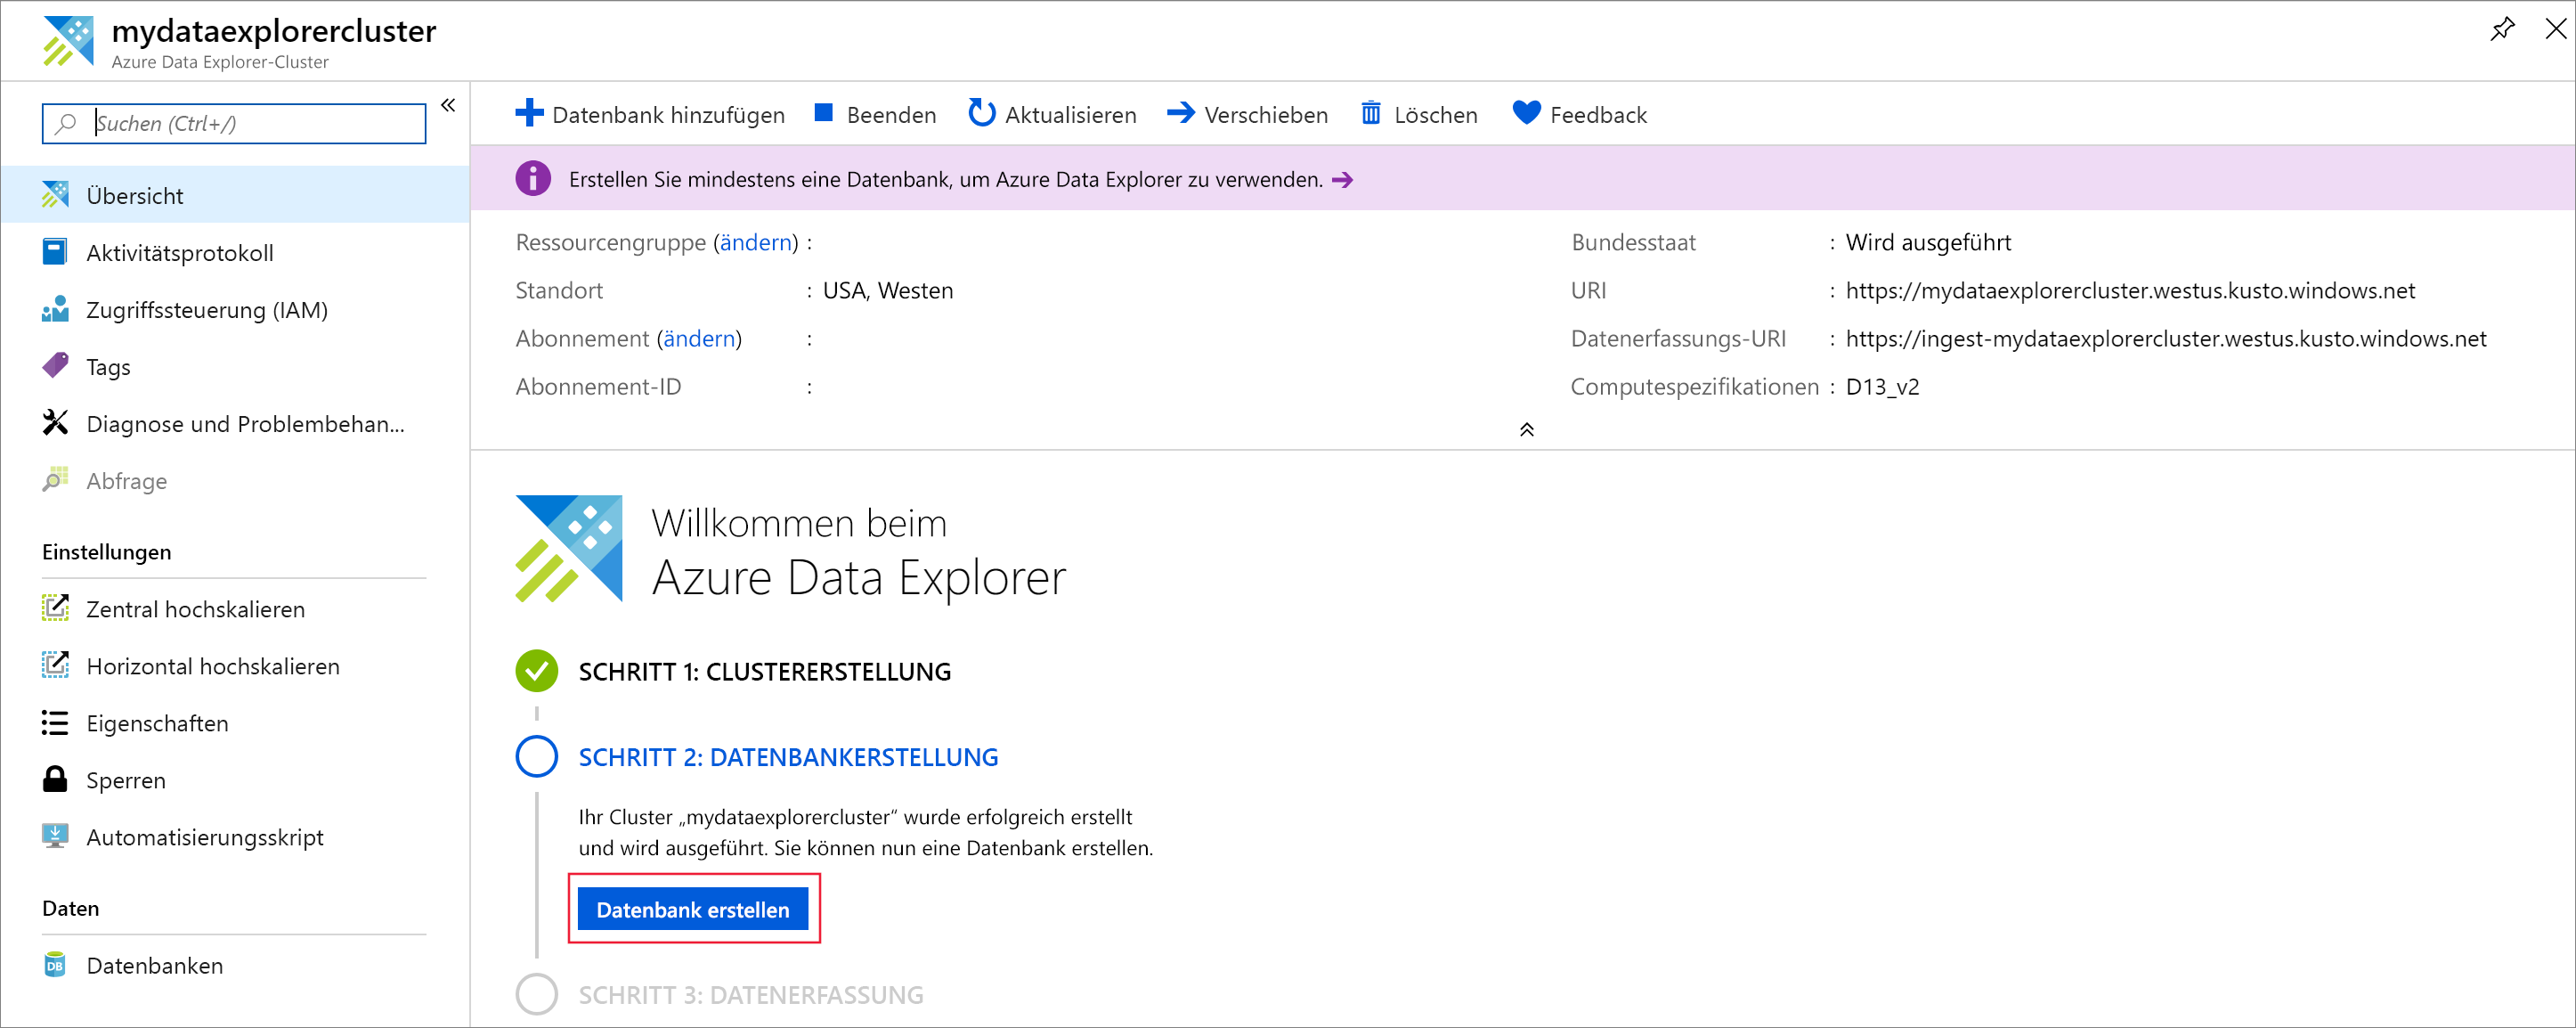 mydataexplorercluster
Azure Data Explorer-Cluster
Suchen (Ctrl+/)
Übersicht
Aktivitätsprotokoll
Zugriffssteuerung (IAM)
Tags
Diagnose und Problembehan...
Abfrage
Einstellungen
Zentral hochskalieren
Horizontal hochskalieren
Eigenschaften
Sperren
Automatisierungsskript
Daten
DB Datenbanken
Datenbank hinzufügen Beenden Aktualisieren Verschieben Löschen Feedback
Erstellen Sie mindestens eine Datenbank, um Azure Data Explorer zu verwenden.
Ressourcengruppe (ändern) :
Standort : USA, Westen
Abonnement (ändern) :
Abonnement-ID :
Bundesstaat : Wird ausgeführt
URI : https://mydataexplorercluster.westus.kusto.windows.net
Datenerfassungs-URI : https://ingest-mydataexplorercluster.westus.kusto.windows.net
Computespezifikationen : D13_v2
Willkommen beim
Azure Data Explorer
SCHRITT 1: CLUSTERERSTELLUNG
SCHRITT 2: DATENBANKERSTELLUNG
Ihr Cluster „mydataexplorercluster“ wurde erfolgreich erstellt
und wird ausgeführt. Sie können nun eine Datenbank erstellen.
Datenbank erstellen
SCHRITT 3: DATENERFASSUNG